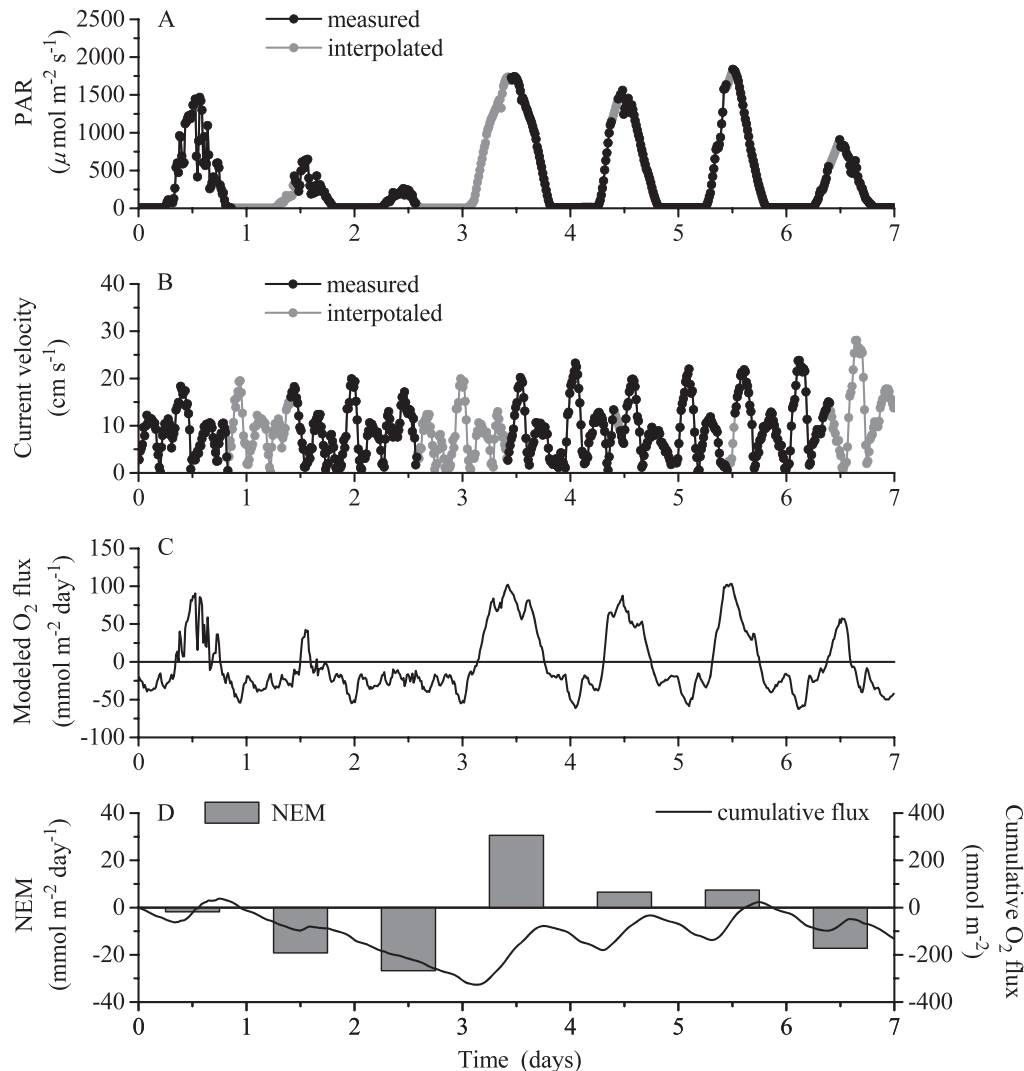 A
measured
interpolated
PAR
(μmol m⁻² s⁻¹)
2500
2000
1500
1000
500
0
0 1 2 3 4 5 6 7
B
measured
interpotaled
Current velocity
(cm s⁻¹)
40
30
20
10
0
0 1 2 3 4 5 6 7
C
Modeled O₂ flux
(mmol m⁻² day⁻¹)
150
100
50
0
-50
-100
0 1 2 3 4 5 6 7
D
NEM
cumulative flux
NEM
(mmol m⁻² day⁻¹)
40
20
0
-20
-40
400
200
0
-200
-400
Cumulative O₂ flux
(mmol m⁻²)
0 1 2 3 4 5 6 7
Time (days)